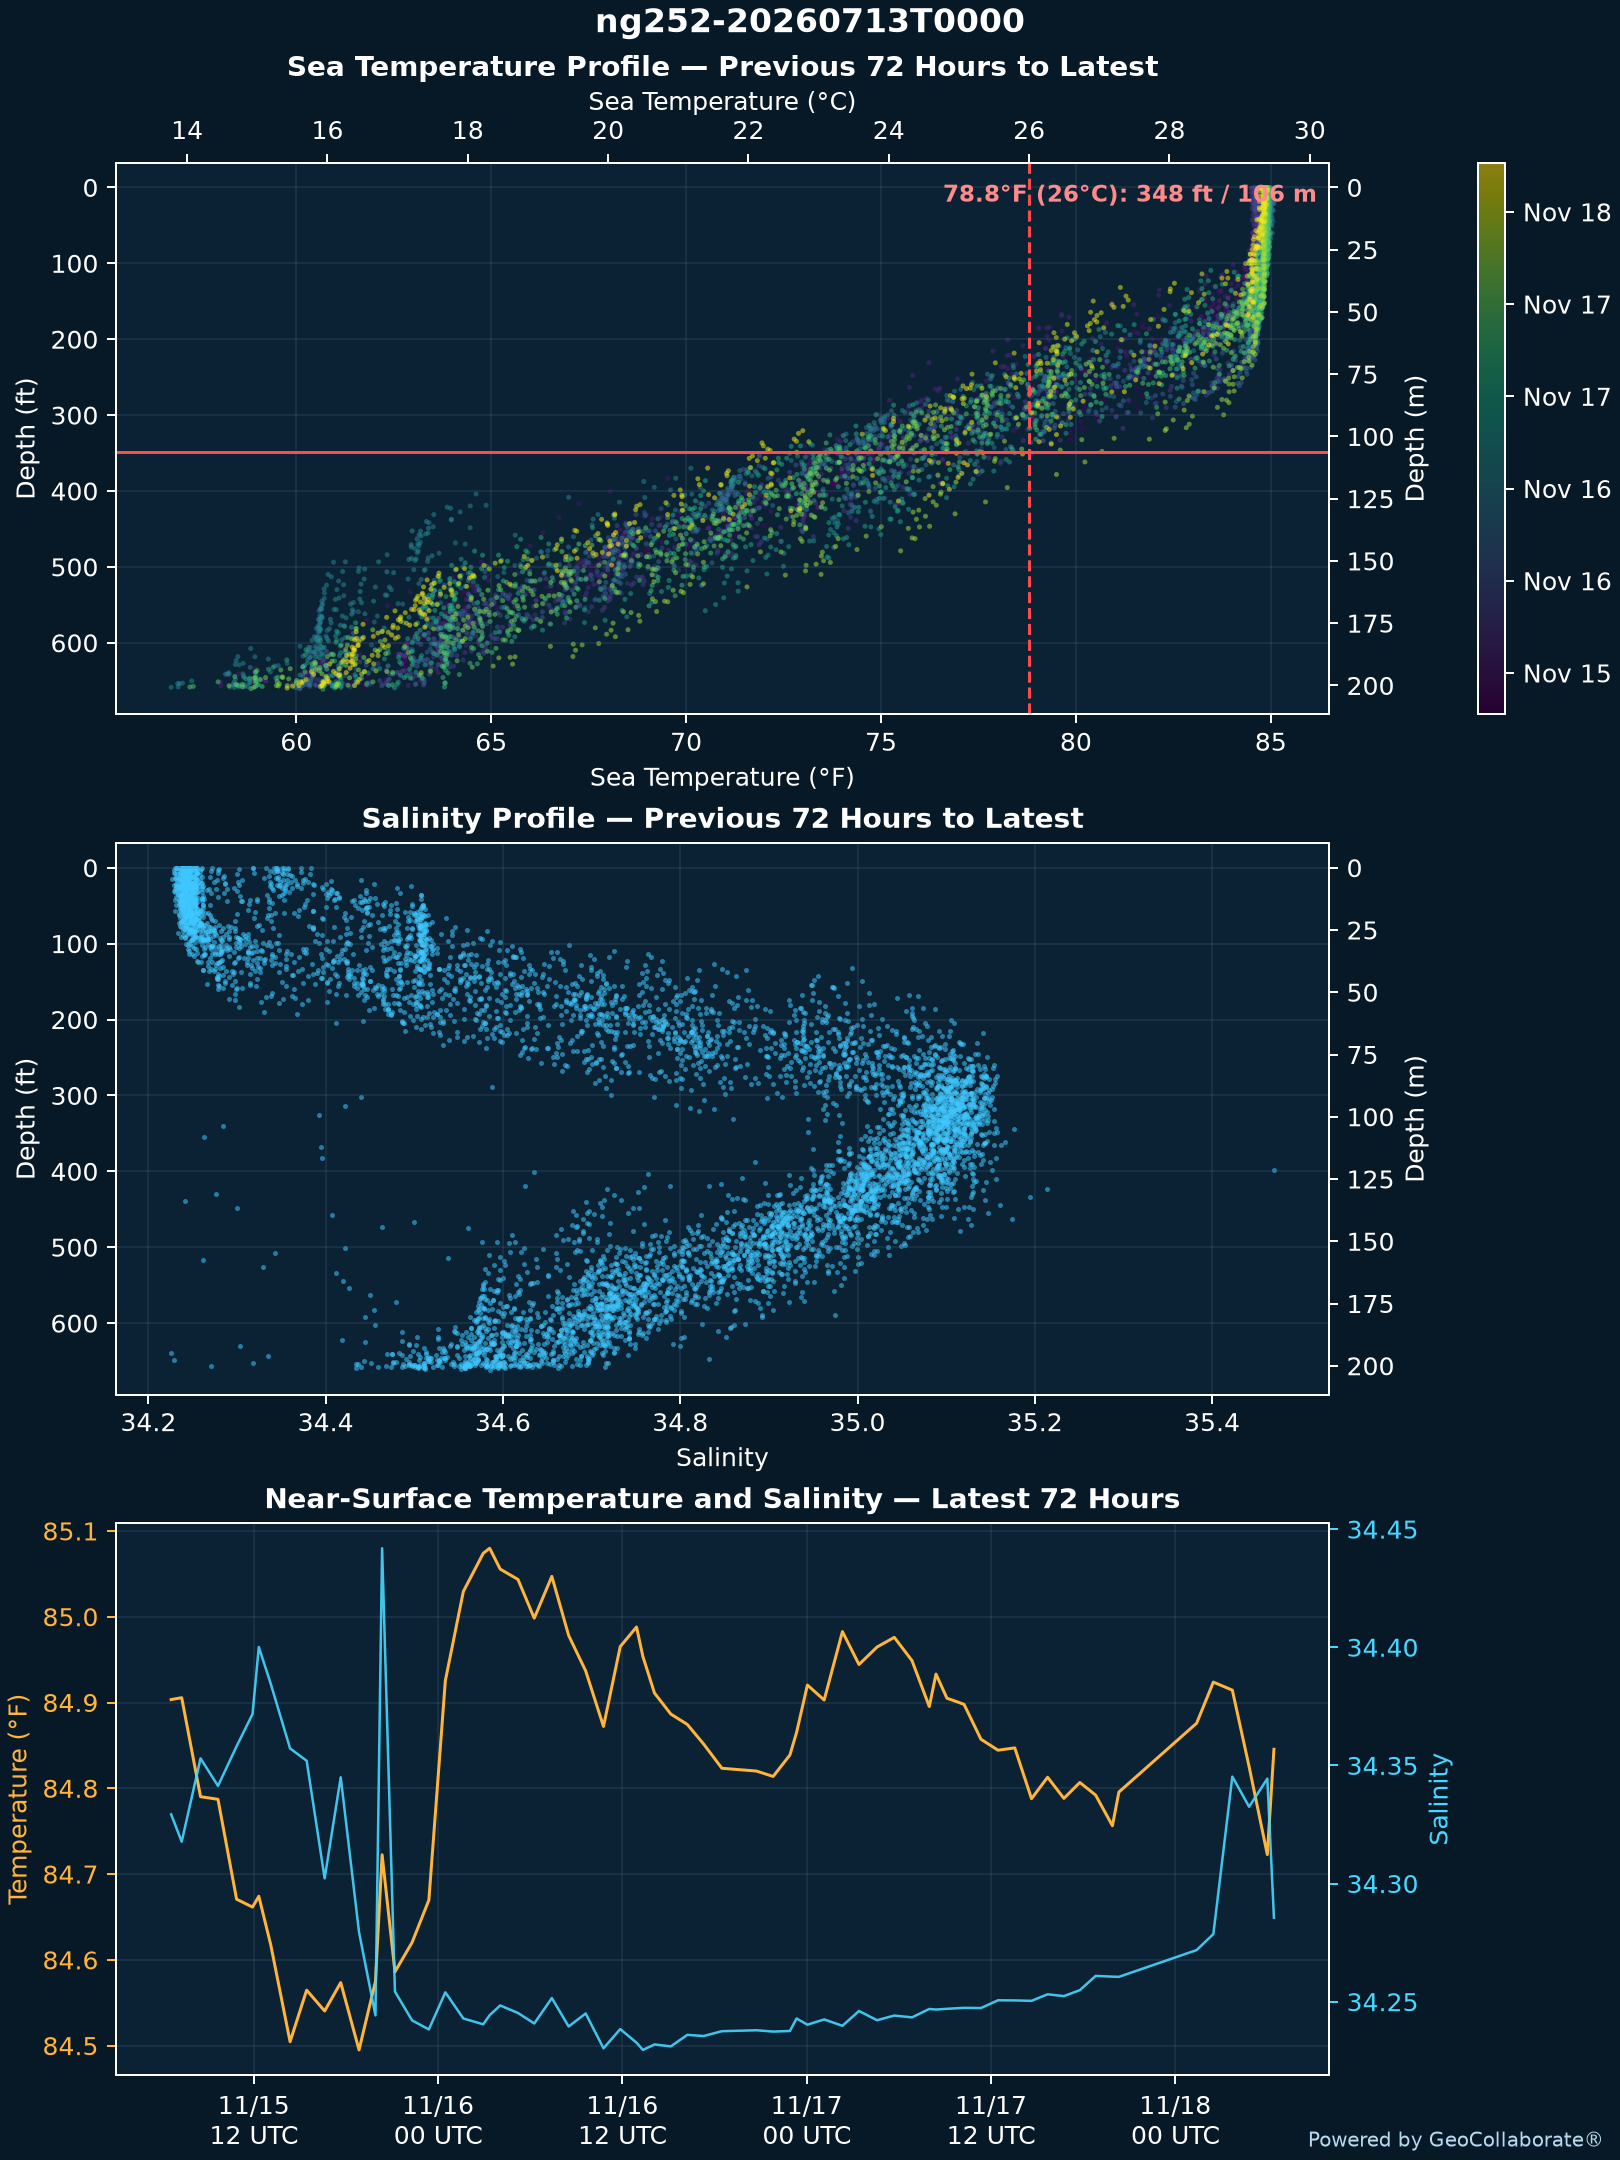 ng252-20260713T0000
Sea Temperature Profile — Previous 72 Hours to Latest
Sea Temperature (°C)
14 16 18 20 22 24 26 28 30
78.8°F (26°C): 348 ft / 106 m
0 100 200 300 400 500 600
Depth (ft)
0 25 50 75 100 125 150 175 200
Depth (m)
Nov 18
Nov 17
Nov 17
Nov 16
Nov 16
Nov 15
60 65 70 75 80 85
Sea Temperature (°F)
Salinity Profile — Previous 72 Hours to Latest
0 100 200 300 400 500 600
Depth (ft)
0 25 50 75 100 125 150 175 200
Depth (m)
34.2 34.4 34.6 34.8 35.0 35.2 35.4
Salinity
Near-Surface Temperature and Salinity — Latest 72 Hours
85.1 85.0 84.9 84.8 84.7 84.6 84.5
Temperature (°F)
34.45 34.40 34.35 34.30 34.25
Salinity
11/15 11/16 11/16 11/17 11/17 11/18
12 UTC 00 UTC 12 UTC 00 UTC 12 UTC 00 UTC
Powered by GeoCollaborate®